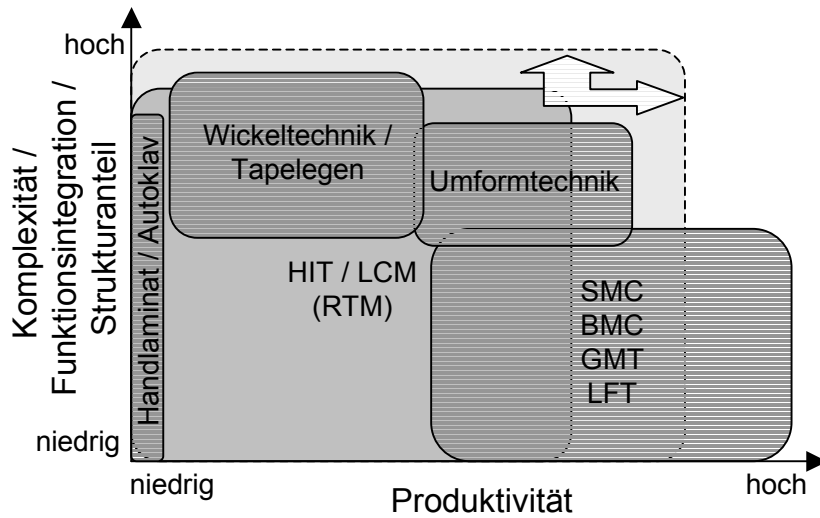 hoch
Komplexität /
Funktionsintegration /
Strukturanteil
niedrig
Handlaminat / Autoklav
Wickeltechnik /
Tapelegen
Umformtechnik
HIT / LCM
(RTM)
SMC
BMC
GMT
LFT
niedrig
Produktivität
hoch